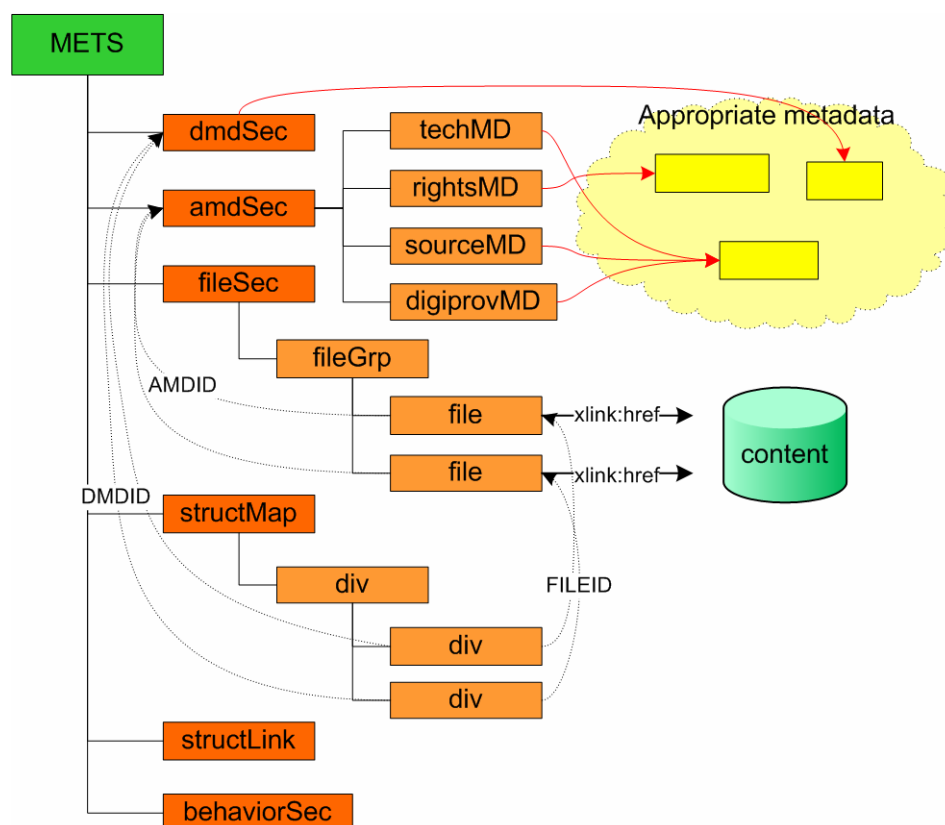 METS
dmdSec
techMD
Appropriate metadata
rightsMD
amdSec
sourceMD
fileSec
digiprovMD
fileGrp
AMDID
file
xlink:href
content
file
xlink:href
DMDID
structMap
div
FILEID
div
div
structLink
behaviorSec